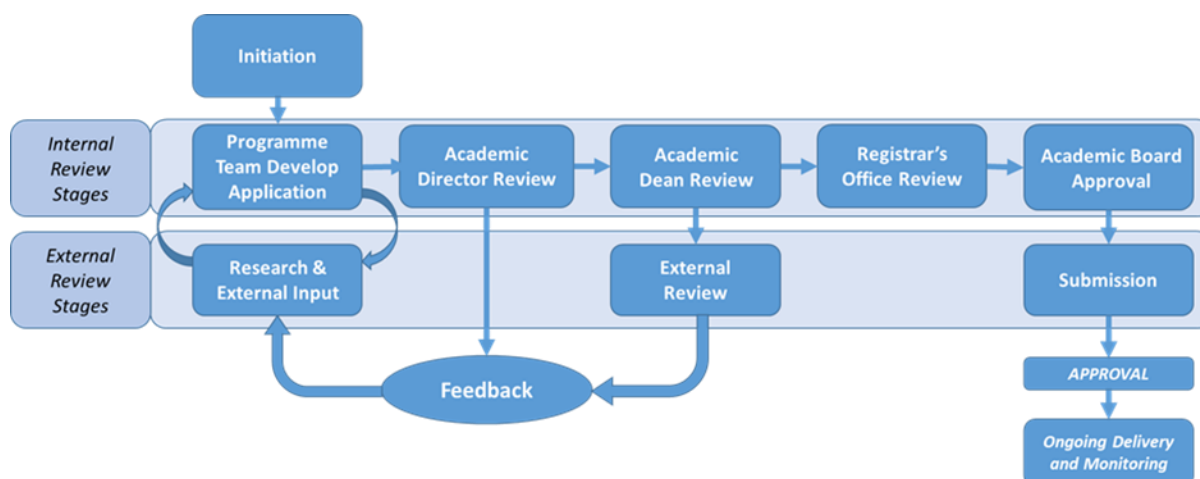 Initiation
Internal
Review
Stages
Programme
Team Develop
Application
Academic
Director Review
Academic
Dean Review
Registrar's
Office Review
Academic Board
Approval
External
Review
Stages
Research &
External Input
External
Review
Submission
Feedback
APPROVAL
Ongoing Delivery
and Monitoring